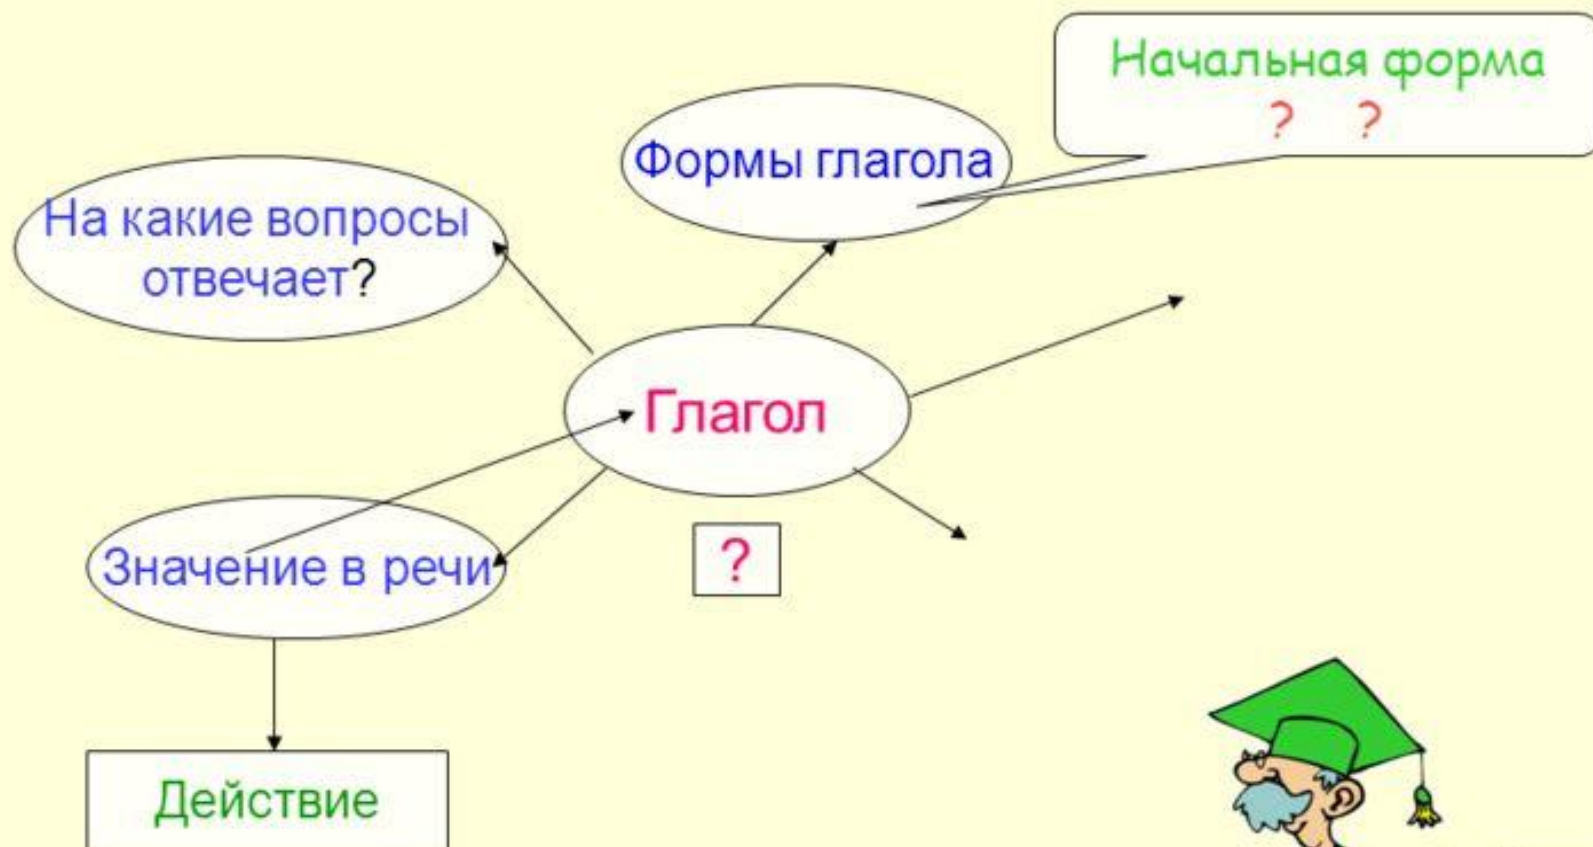 Начальная форма
? ?
Формы глагола
На какие вопросы
отвечает?
Глагол
Значение в речи
?
Действие